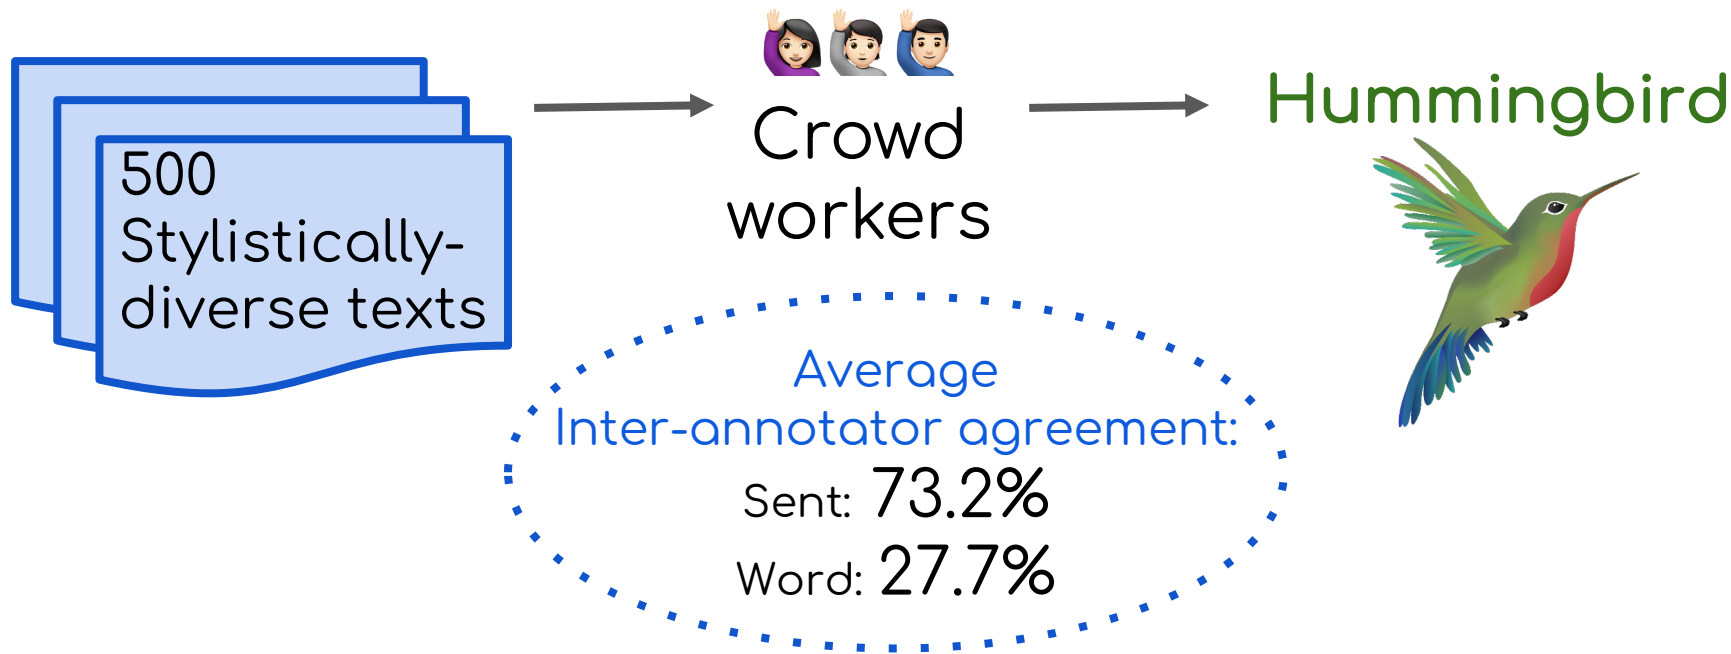 500
Stylistically-
diverse texts
Crowd
workers
Hummingbird
Average
Inter-annotator agreement:
Sent: 73.2%
Word: 27.7%